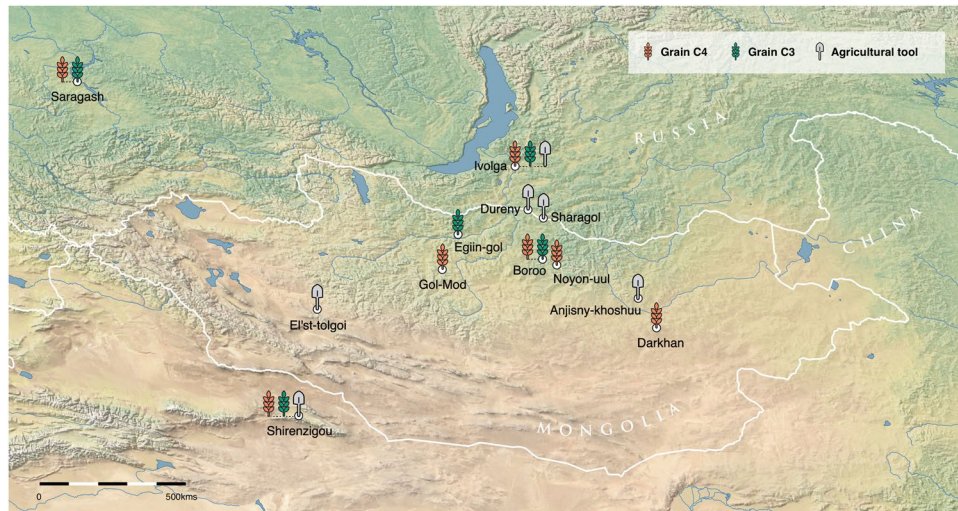 Grain C4
Grain C3
Agricultural tool
Saragash
RUSSIA
Ivolga
Dureny
Sharagol
CHINA
Egiin-gol
Boroo
Noyon-uul
Gol-Mod
Anjisny-khoshuu
El'st-tolgoi
Darkhan
MONGOLIA
Shirenzigou
0
500kms